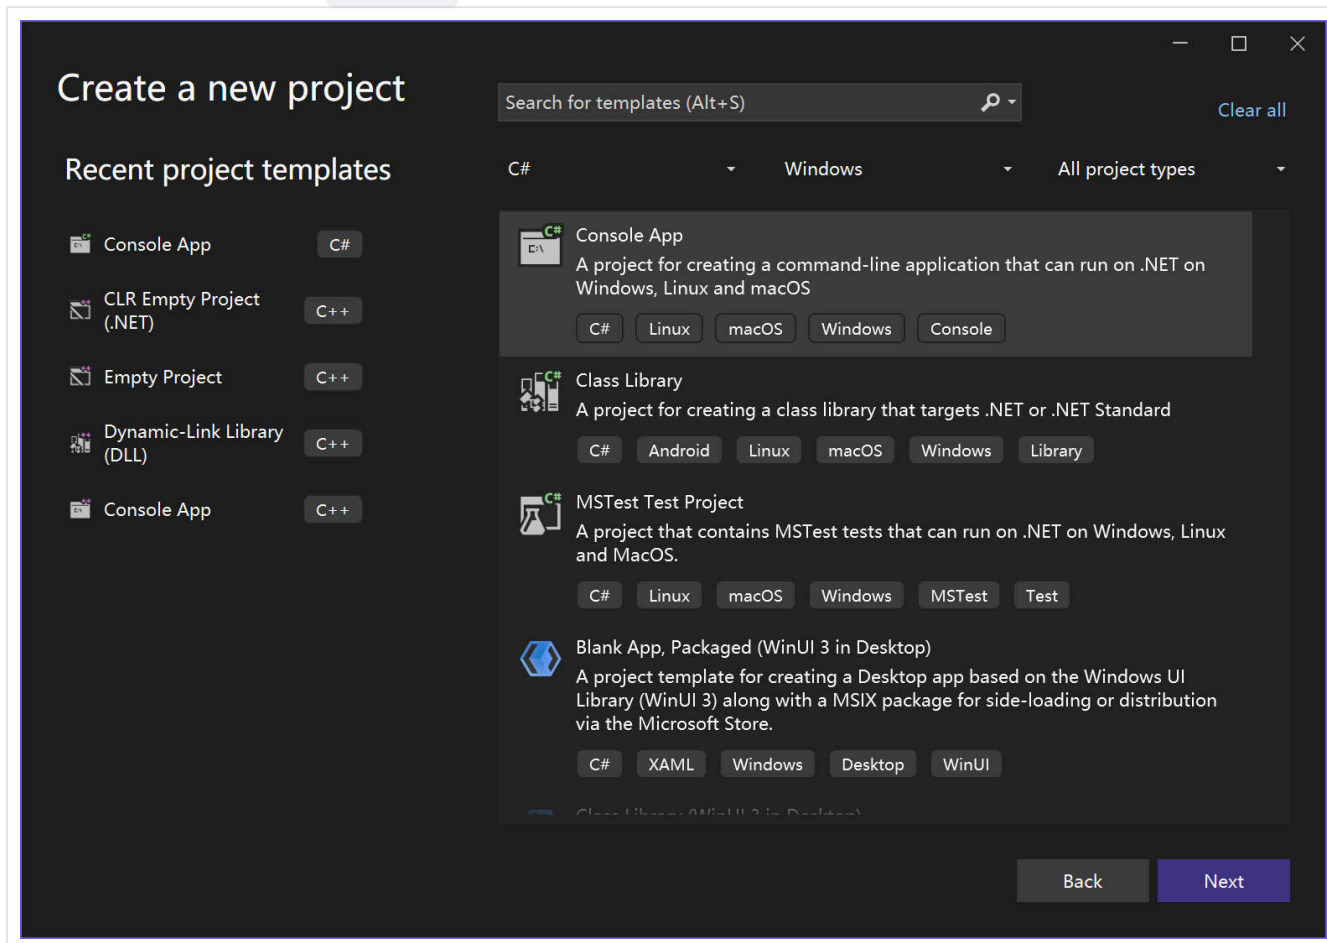 Create a new project
Search for templates (Alt+S)
Clear all
Recent project templates
C#
Windows
All project types
Console App
C#
CLR Empty Project
(.NET)
C++
Empty Project
C++
Dynamic-Link Library
(DLL)
C++
Console App
C++
Console App
A project for creating a command-line application that can run on .NET on
Windows, Linux and macOS
C# Linux macOS Windows Console
Class Library
A project for creating a class library that targets .NET or .NET Standard
C# Android Linux macOS Windows Library
MSTest Test Project
A project that contains MSTest tests that can run on .NET on Windows, Linux
and MacOS.
C# Linux macOS Windows MSTest Test
Blank App, Packaged (WinUI 3 in Desktop)
A project template for creating a Desktop app based on the Windows UI
Library (WinUI 3) along with a MSIX package for side-loading or distribution
via the Microsoft Store.
C# XAML Windows Desktop WinUI
Class Library (WinUI 3 in Desktop)
Back
Next